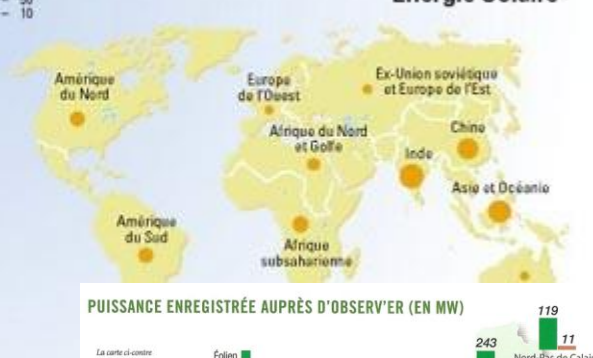 10
Energie Solaire
Amérique
du Nord
Europe
de l'Ouest
Ex-Union soviétique
et Europe de l'Est
Afrique du Nord
et Golfe
Chine
Inde
Asie et Océanie
Amérique
du Sud
Afrique
subsaharienne
PUISSANCE ENREGISTRÉE AUPRÈS D'OBSERV'ER (EN MW)
119
243
11
La carte ci-contre
Éolien
Nord-Pas de Calais